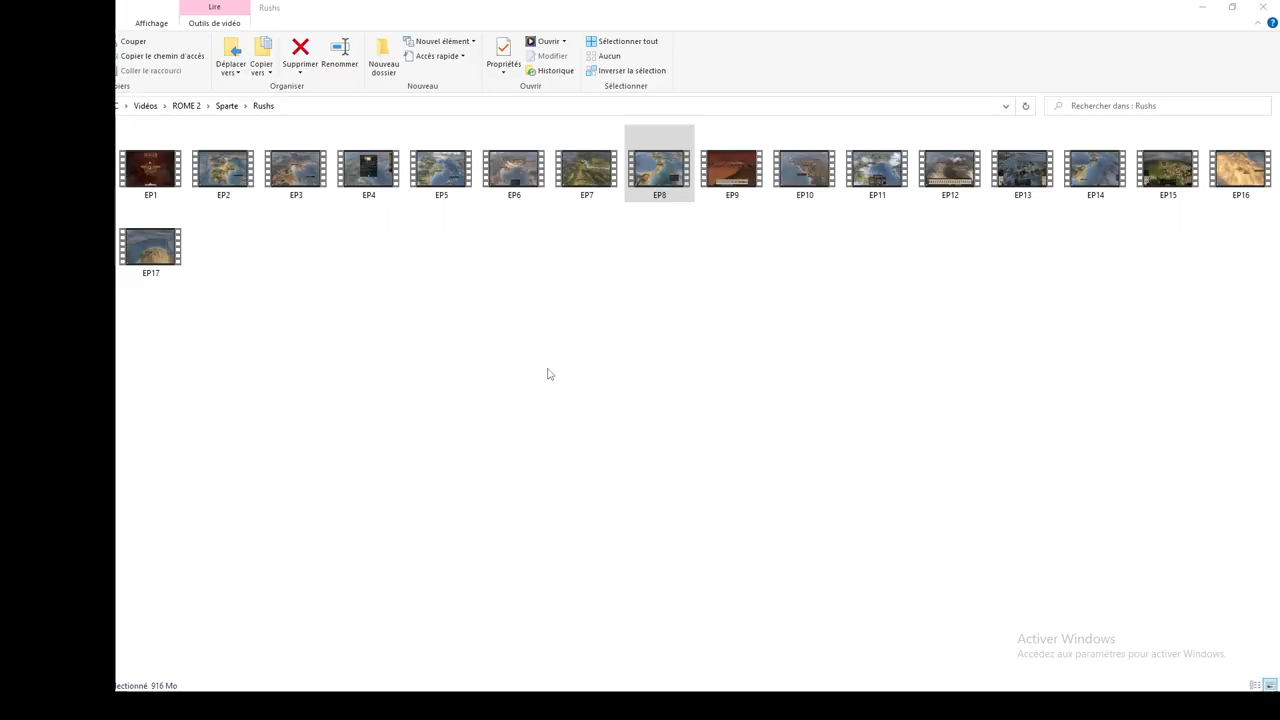 Lire
Rushs
Affichage
Outils de vidéo
Couper
Copier le chemin d'accès
Coller le raccourci
Déplacer vers
Copier vers
Supprimer
Renommer
Organiser
Nouveau dossier
Nouvel élément
Accès rapide
Nouveau
Propriétés
Ouvrir
Modifier
Historique
Ouvrir
Sélectionner tout
Aucun
Inverser la sélection
Sélectionner
Vidéos > ROME 2 > Sparte > Rushs
Rechercher dans : Rushs
EP1 EP2 EP3 EP4 EP5 EP6 EP7 EP8 EP9 EP10 EP11 EP12 EP13 EP14 EP15 EP16
EP17
Activer Windows
Accédez aux paramètres pour activer Windows.
916 Mo